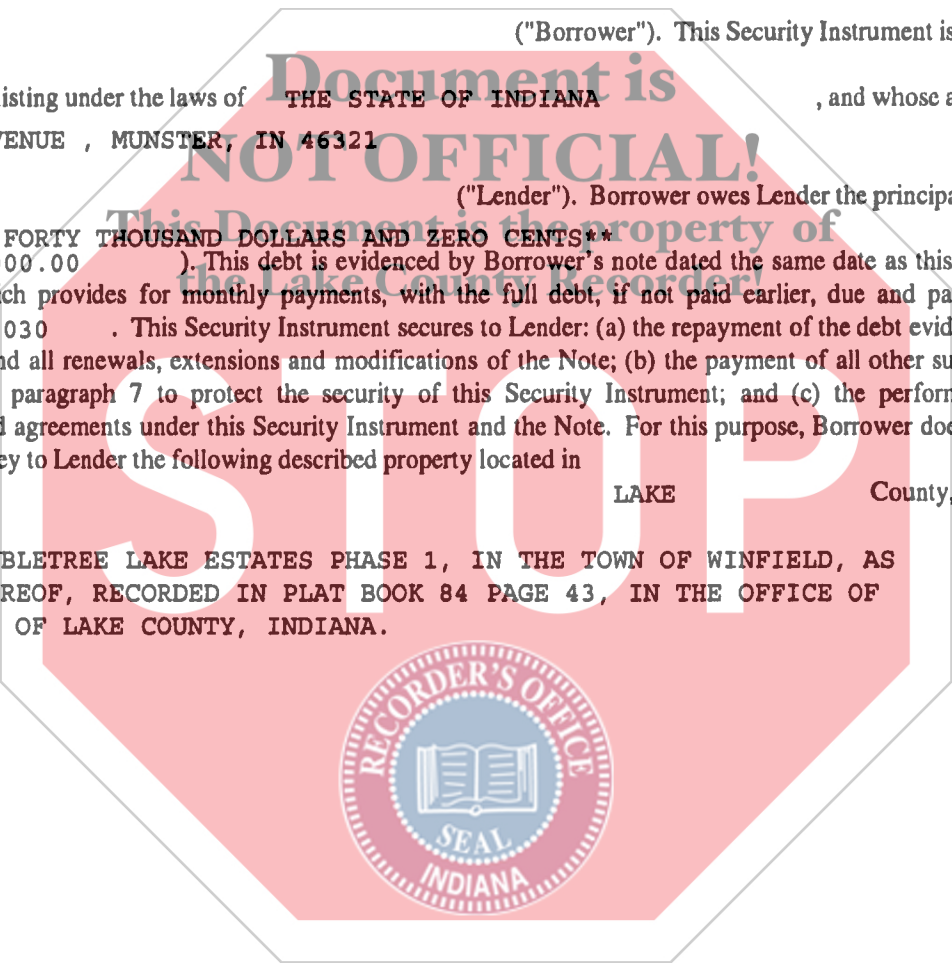 ("Borrower"). This Security Instrument is
Document is
isting under the laws of THE STATE OF INDIANA , and whose a
ENUE , MUNSTER, IN 46321
NOT OFFICIAL!
("Lender"). Borrower owes Lender the principa
This Document is the property of
FORTY THOUSAND DOLLARS AND ZERO CENTS**
00.00 ). This debt is evidenced by Borrower's note dated the same date as this
the Lake County Recorder!
ch provides for monthly payments, with the full debt, if not paid earlier, due and pa
030 . This Security Instrument secures to Lender: (a) the repayment of the debt evid
nd all renewals, extensions and modifications of the Note; (b) the payment of all other su
paragraph 7 to protect the security of this Security Instrument; and (c) the perform
agreements under this Security Instrument and the Note. For this purpose, Borrower doe
ey to Lender the following described property located in
LAKE County,
STOP
BLETREE LAKE ESTATES PHASE 1, IN THE TOWN OF WINFIELD, AS
REOF, RECORDED IN PLAT BOOK 84 PAGE 43, IN THE OFFICE OF
OF LAKE COUNTY, INDIANA.
RECORDER'S OFFICE
SEAL
INDIANA